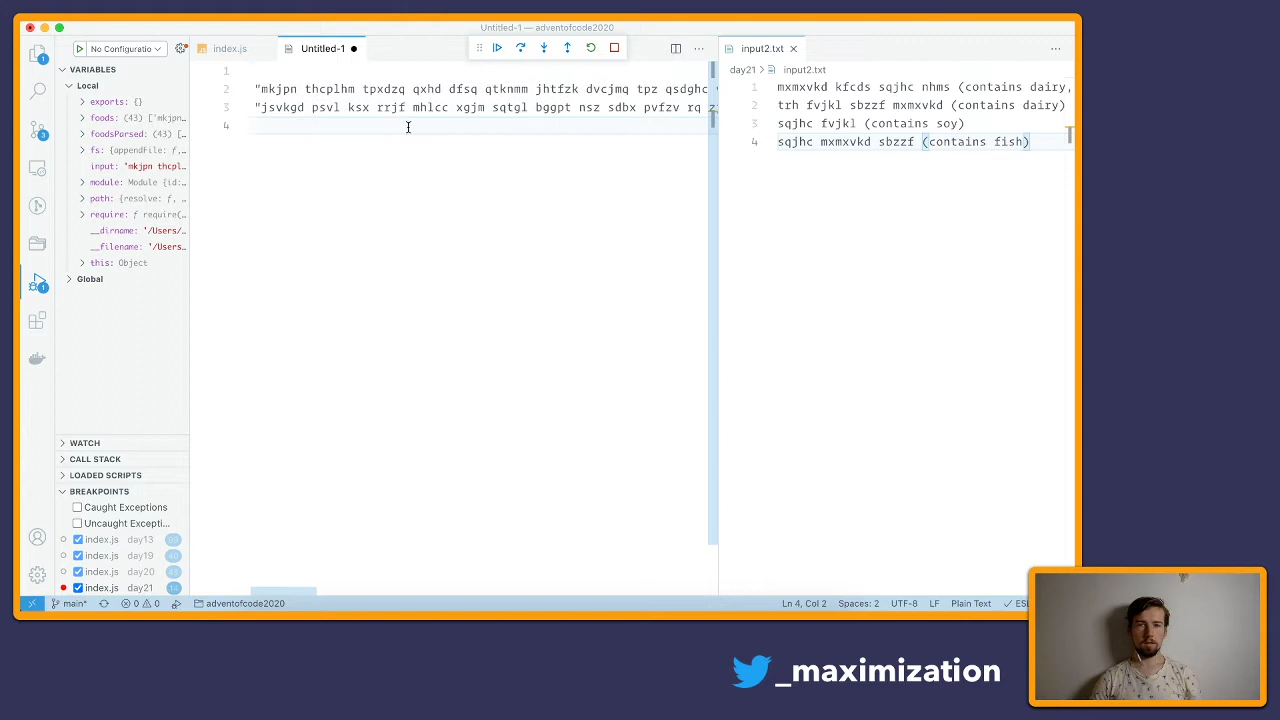 Untitled-1 — adventofcode2020
No Configuratio
index.js
Untitled-1
input2.txt
VARIABLES
Local
exports: {}
foods: (43) ['mkjpn…
foodsParsed: (43) […
fs: {appendFile: ƒ,…
input: "mkjpn thcpl…
module: Module {id:…
path: {resolve: ƒ, …
require: ƒ require(…
__dirname: '/Users/…
__filename: '/Users…
this: Object
Global
1
2 "mkjpn thcplhm tpxdzq qxhd dfsq qtknmm jhtfzk dvcjmq tpz qsdghc
3 "jsvkgd psvl ksx rrjf mhlcc xgjm sqtgl bggpt nsz sdbx pvfzv rq
4
day21 > input2.txt
1 mxmxvkd kfcds sqjhc nhms (contains dairy,
2 trh fvjkl sbzzf mxmxvkd (contains dairy)
3 sqjhc fvjkl (contains soy)
4 sqjhc mxmxvkd sbzzf (contains fish)
WATCH
CALL STACK
LOADED SCRIPTS
BREAKPOINTS
Caught Exceptions
Uncaught Excepti...
index.js day13
index.js day19
index.js day20
index.js day21 14
main*
0 0
adventofcode2020
Ln 4, Col 2
Spaces: 2
UTF-8
LF
Plain Text
_maximization